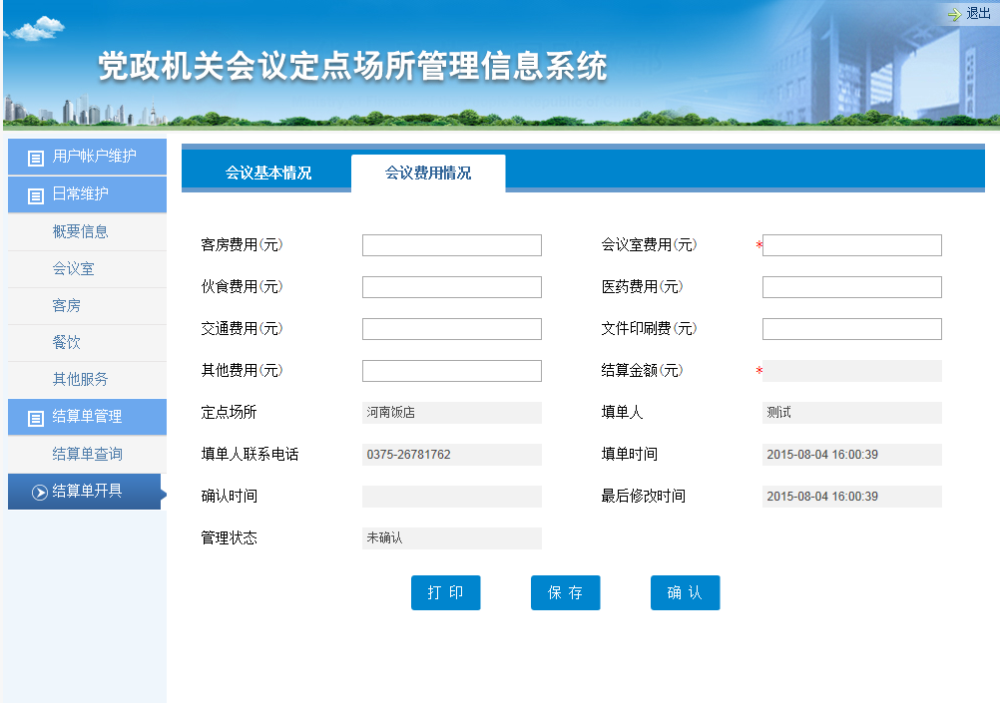 退出
党政机关会议定点场所管理信息系统
用户帐户维护
日常维护
概要信息
会议室
客房
餐饮
其他服务
结算单管理
结算单查询
结算单开具
会议基本情况 会议费用情况
客房费用(元) 会议室费用(元) *
伙食费用(元) 医药费用(元)
交通费用(元) 文件印刷费(元)
其他费用(元) 结算金额(元) *
定点场所 河南饭店 填单人 测试
填单人联系电话 0375-26781762 填单时间 2015-08-04 16:00:39
确认时间 最后修改时间 2015-08-04 16:00:39
管理状态 未确认
打 印 保 存 确 认